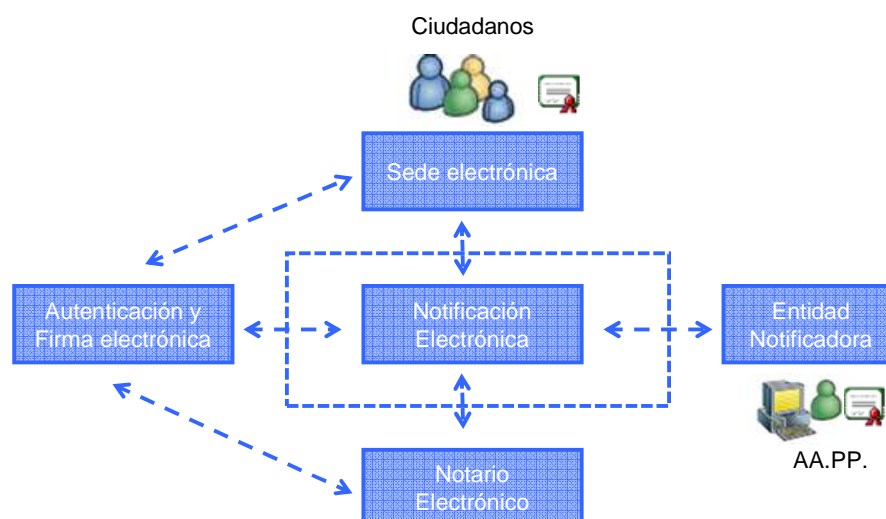 Ciudadanos
Sede electrónica
Autenticación y
Firma electrónica
Notificación
Electrónica
Entidad
Notificadora
AA.PP.
Notario
Electrónico